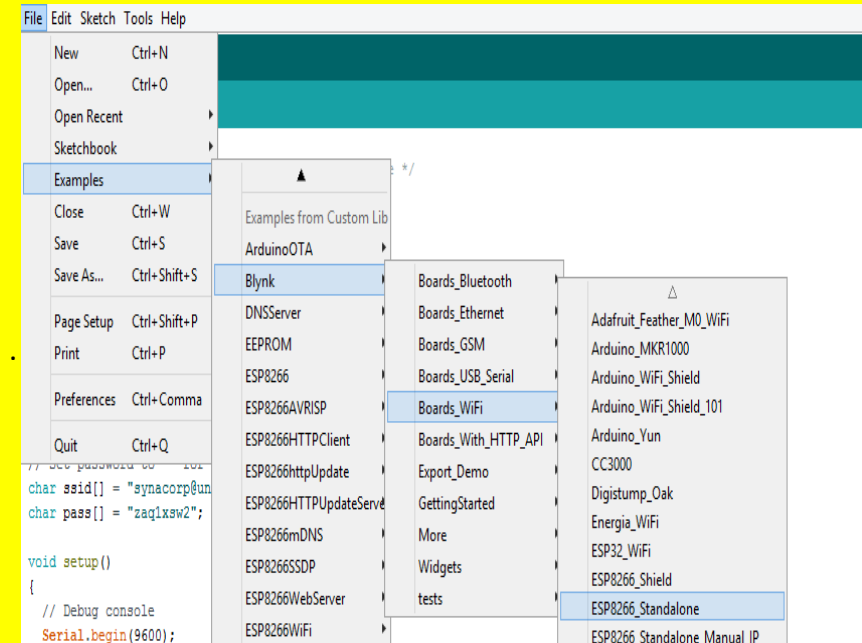 File Edit Sketch Tools Help
New Ctrl+N
Open... Ctrl+O
Open Recent
Sketchbook
Examples
Close Ctrl+W
Save Ctrl+S
Save As... Ctrl+Shift+S
Page Setup Ctrl+Shift+P
Print Ctrl+P
Preferences Ctrl+Comma
Quit Ctrl+Q
*/
Examples from Custom Lib
ArduinoOTA
Blynk
DNSServer
EEPROM
ESP8266
ESP8266AVRISP
ESP8266HTTPClient
ESP8266httpUpdate
ESP8266HTTPUpdateServe
ESP8266mDNS
ESP8266SSDP
ESP8266WebServer
ESP8266WiFi
Boards_Bluetooth
Boards_Ethernet
Boards_GSM
Boards_USB_Serial
Boards_WiFi
Boards_With_HTTP_API
Export_Demo
GettingStarted
More
Widgets
tests
Adafruit_Feather_M0_WiFi
Arduino_MKR1000
Arduino_WiFi_Shield
Arduino_WiFi_Shield_101
Arduino_Yun
CC3000
Digistump_Oak
Energia_WiFi
ESP32_WiFi
ESP8266_Shield
ESP8266_Standalone
ESP8266_Standalone_Manual_IP
// Set password to "" for
char ssid[] = "synacorp@un
char pass[] = "zaq1xsw2";
void setup()
{
// Debug console
Serial.begin(9600);